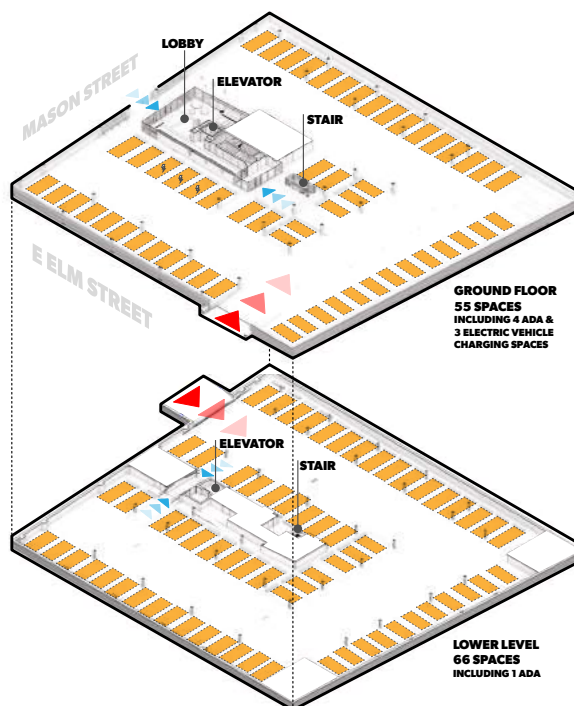 LOBBY
ELEVATOR
STAIR
MASON STREET
E ELM STREET
GROUND FLOOR
55 SPACES
INCLUDING 4 ADA &
3 ELECTRIC VEHICLE
CHARGING SPACES
ELEVATOR
STAIR
LOWER LEVEL
66 SPACES
INCLUDING 1 ADA